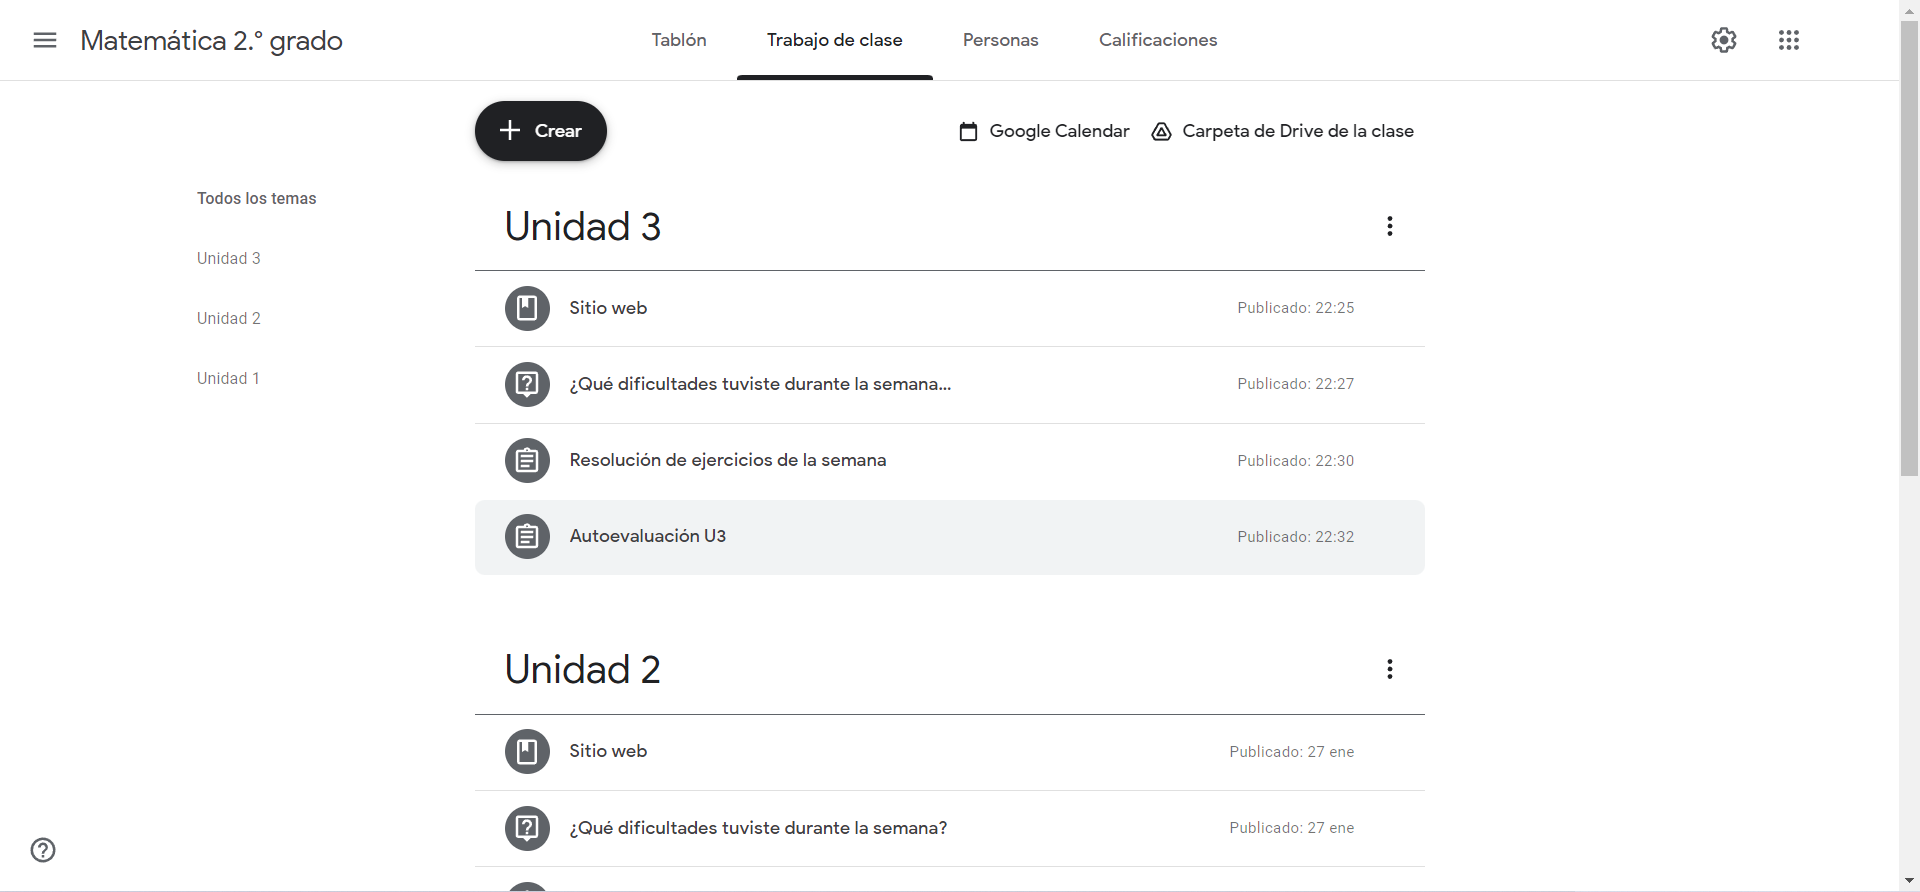 Matemática 2.° grado
Tablón
Trabajo de clase
Personas
Calificaciones
Crear
Google Calendar
Carpeta de Drive de la clase
Todos los temas
Unidad 3
Unidad 2
Unidad 1
Unidad 3
Sitio web
Publicado: 22:25
¿Qué dificultades tuviste durante la semana...
Publicado: 22:27
Resolución de ejercicios de la semana
Publicado: 22:30
Autoevaluación U3
Publicado: 22:32
Unidad 2
Sitio web
Publicado: 27 ene
¿Qué dificultades tuviste durante la semana?
Publicado: 27 ene